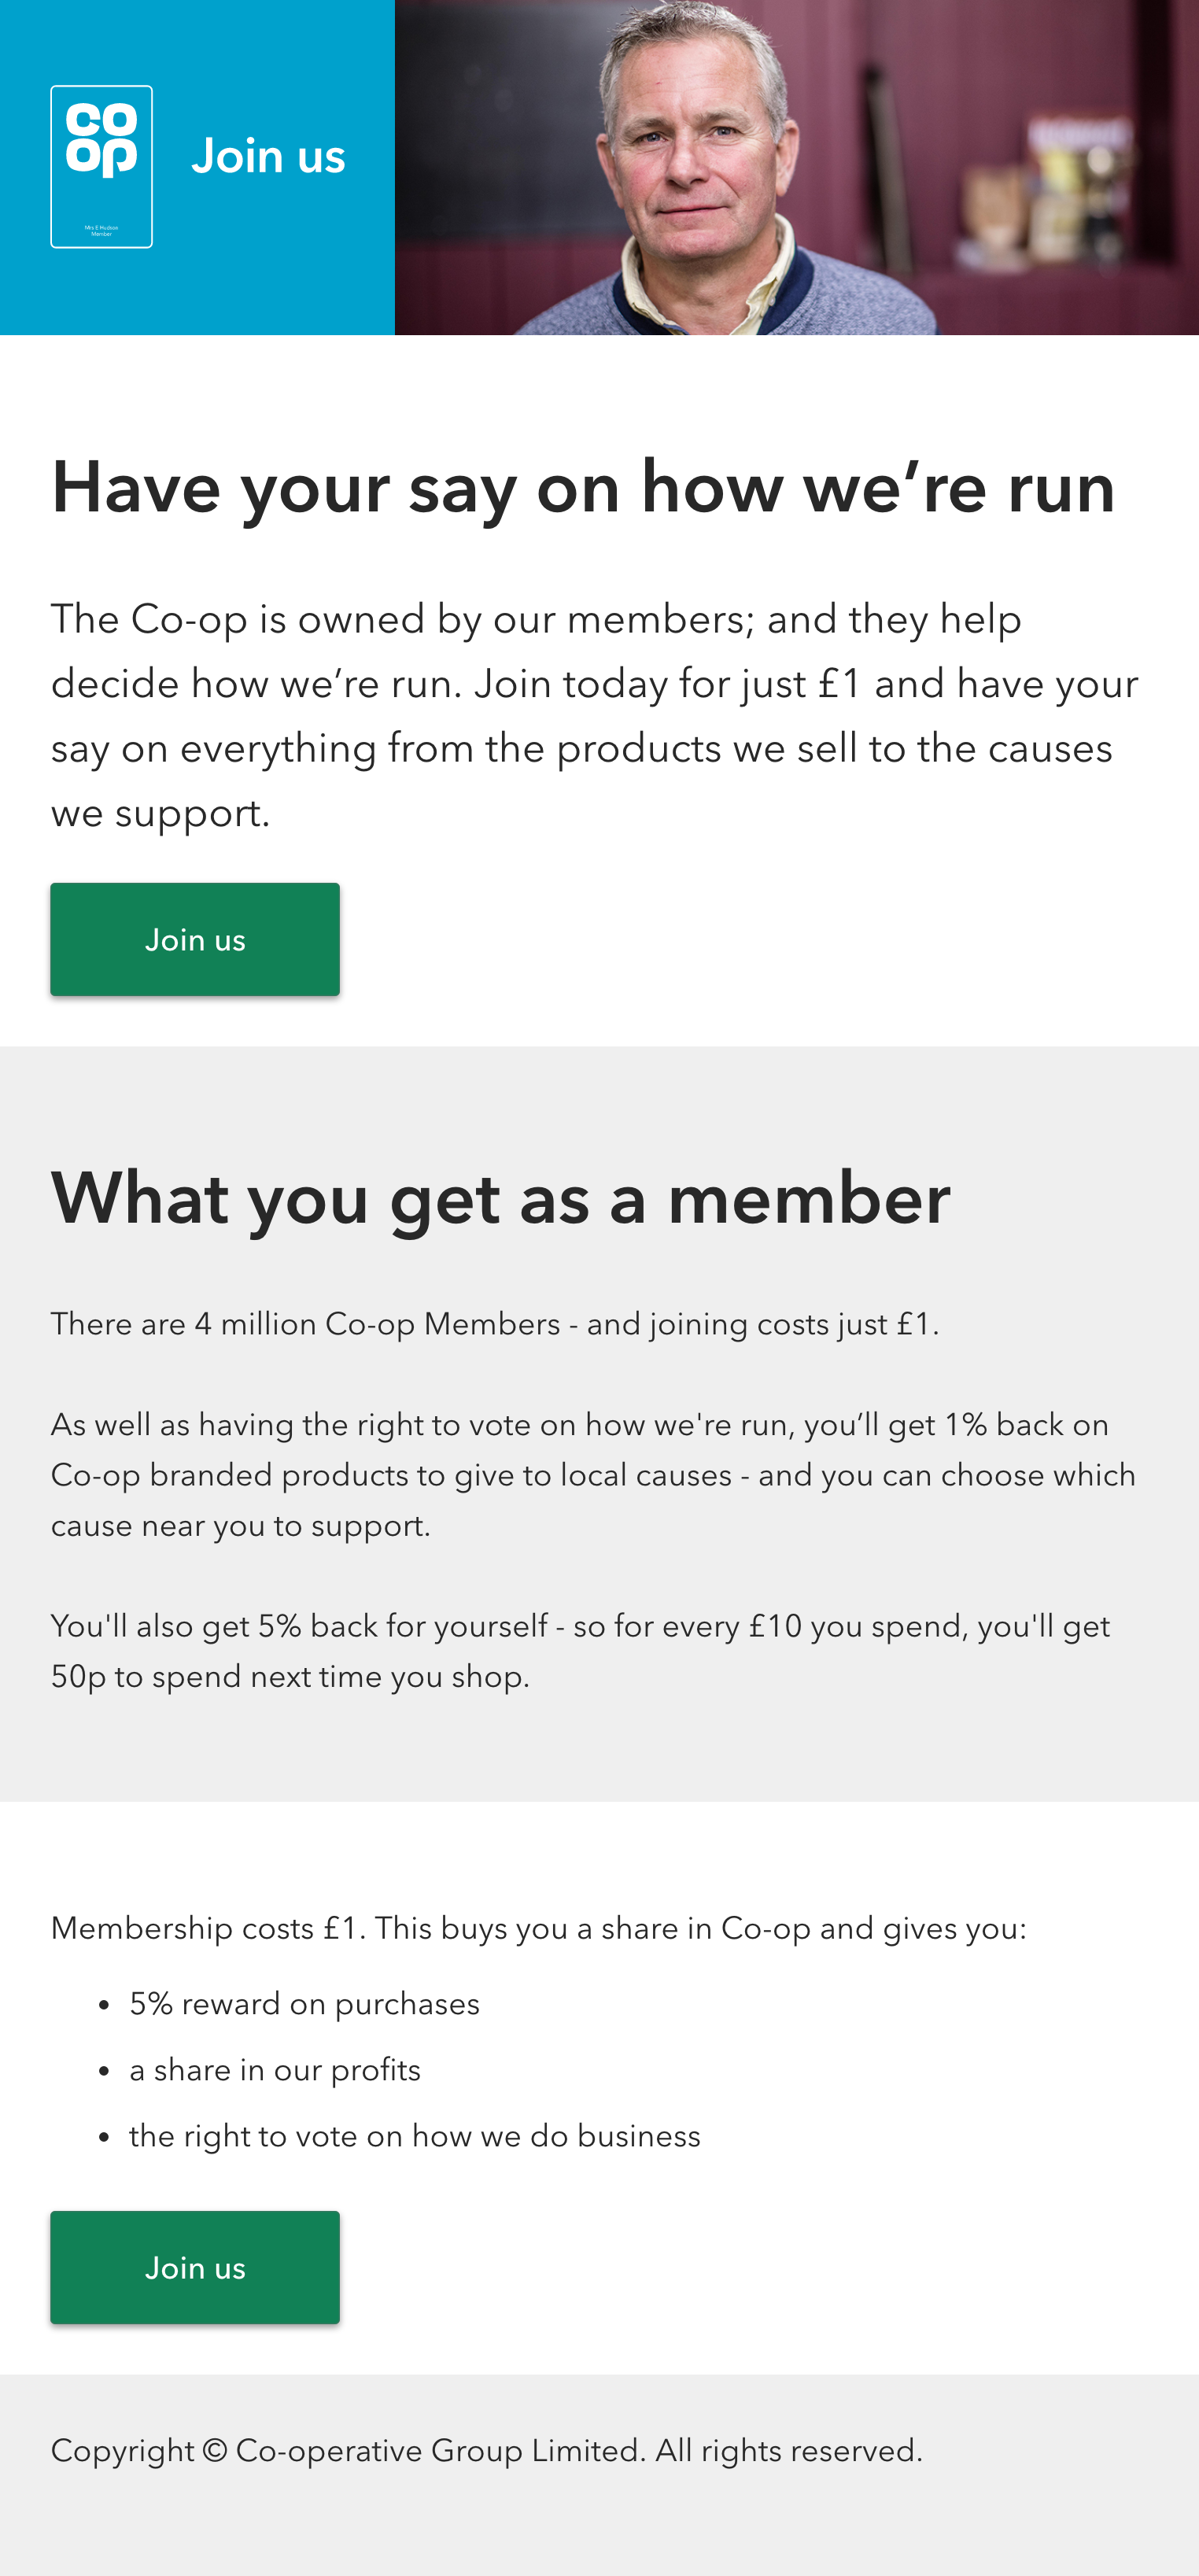 co
op
Mrs E Hudson
Member
Join us
Have your say on how we’re run
The Co-op is owned by our members; and they help
decide how we’re run. Join today for just £1 and have your
say on everything from the products we sell to the causes
we support.
Join us
What you get as a member
There are 4 million Co-op Members - and joining costs just £1.
As well as having the right to vote on how we're run, you’ll get 1% back on
Co-op branded products to give to local causes - and you can choose which
cause near you to support.
You'll also get 5% back for yourself - so for every £10 you spend, you'll get
50p to spend next time you shop.
Membership costs £1. This buys you a share in Co-op and gives you:
• 5% reward on purchases
• a share in our profits
• the right to vote on how we do business
Join us
Copyright © Co-operative Group Limited. All rights reserved.